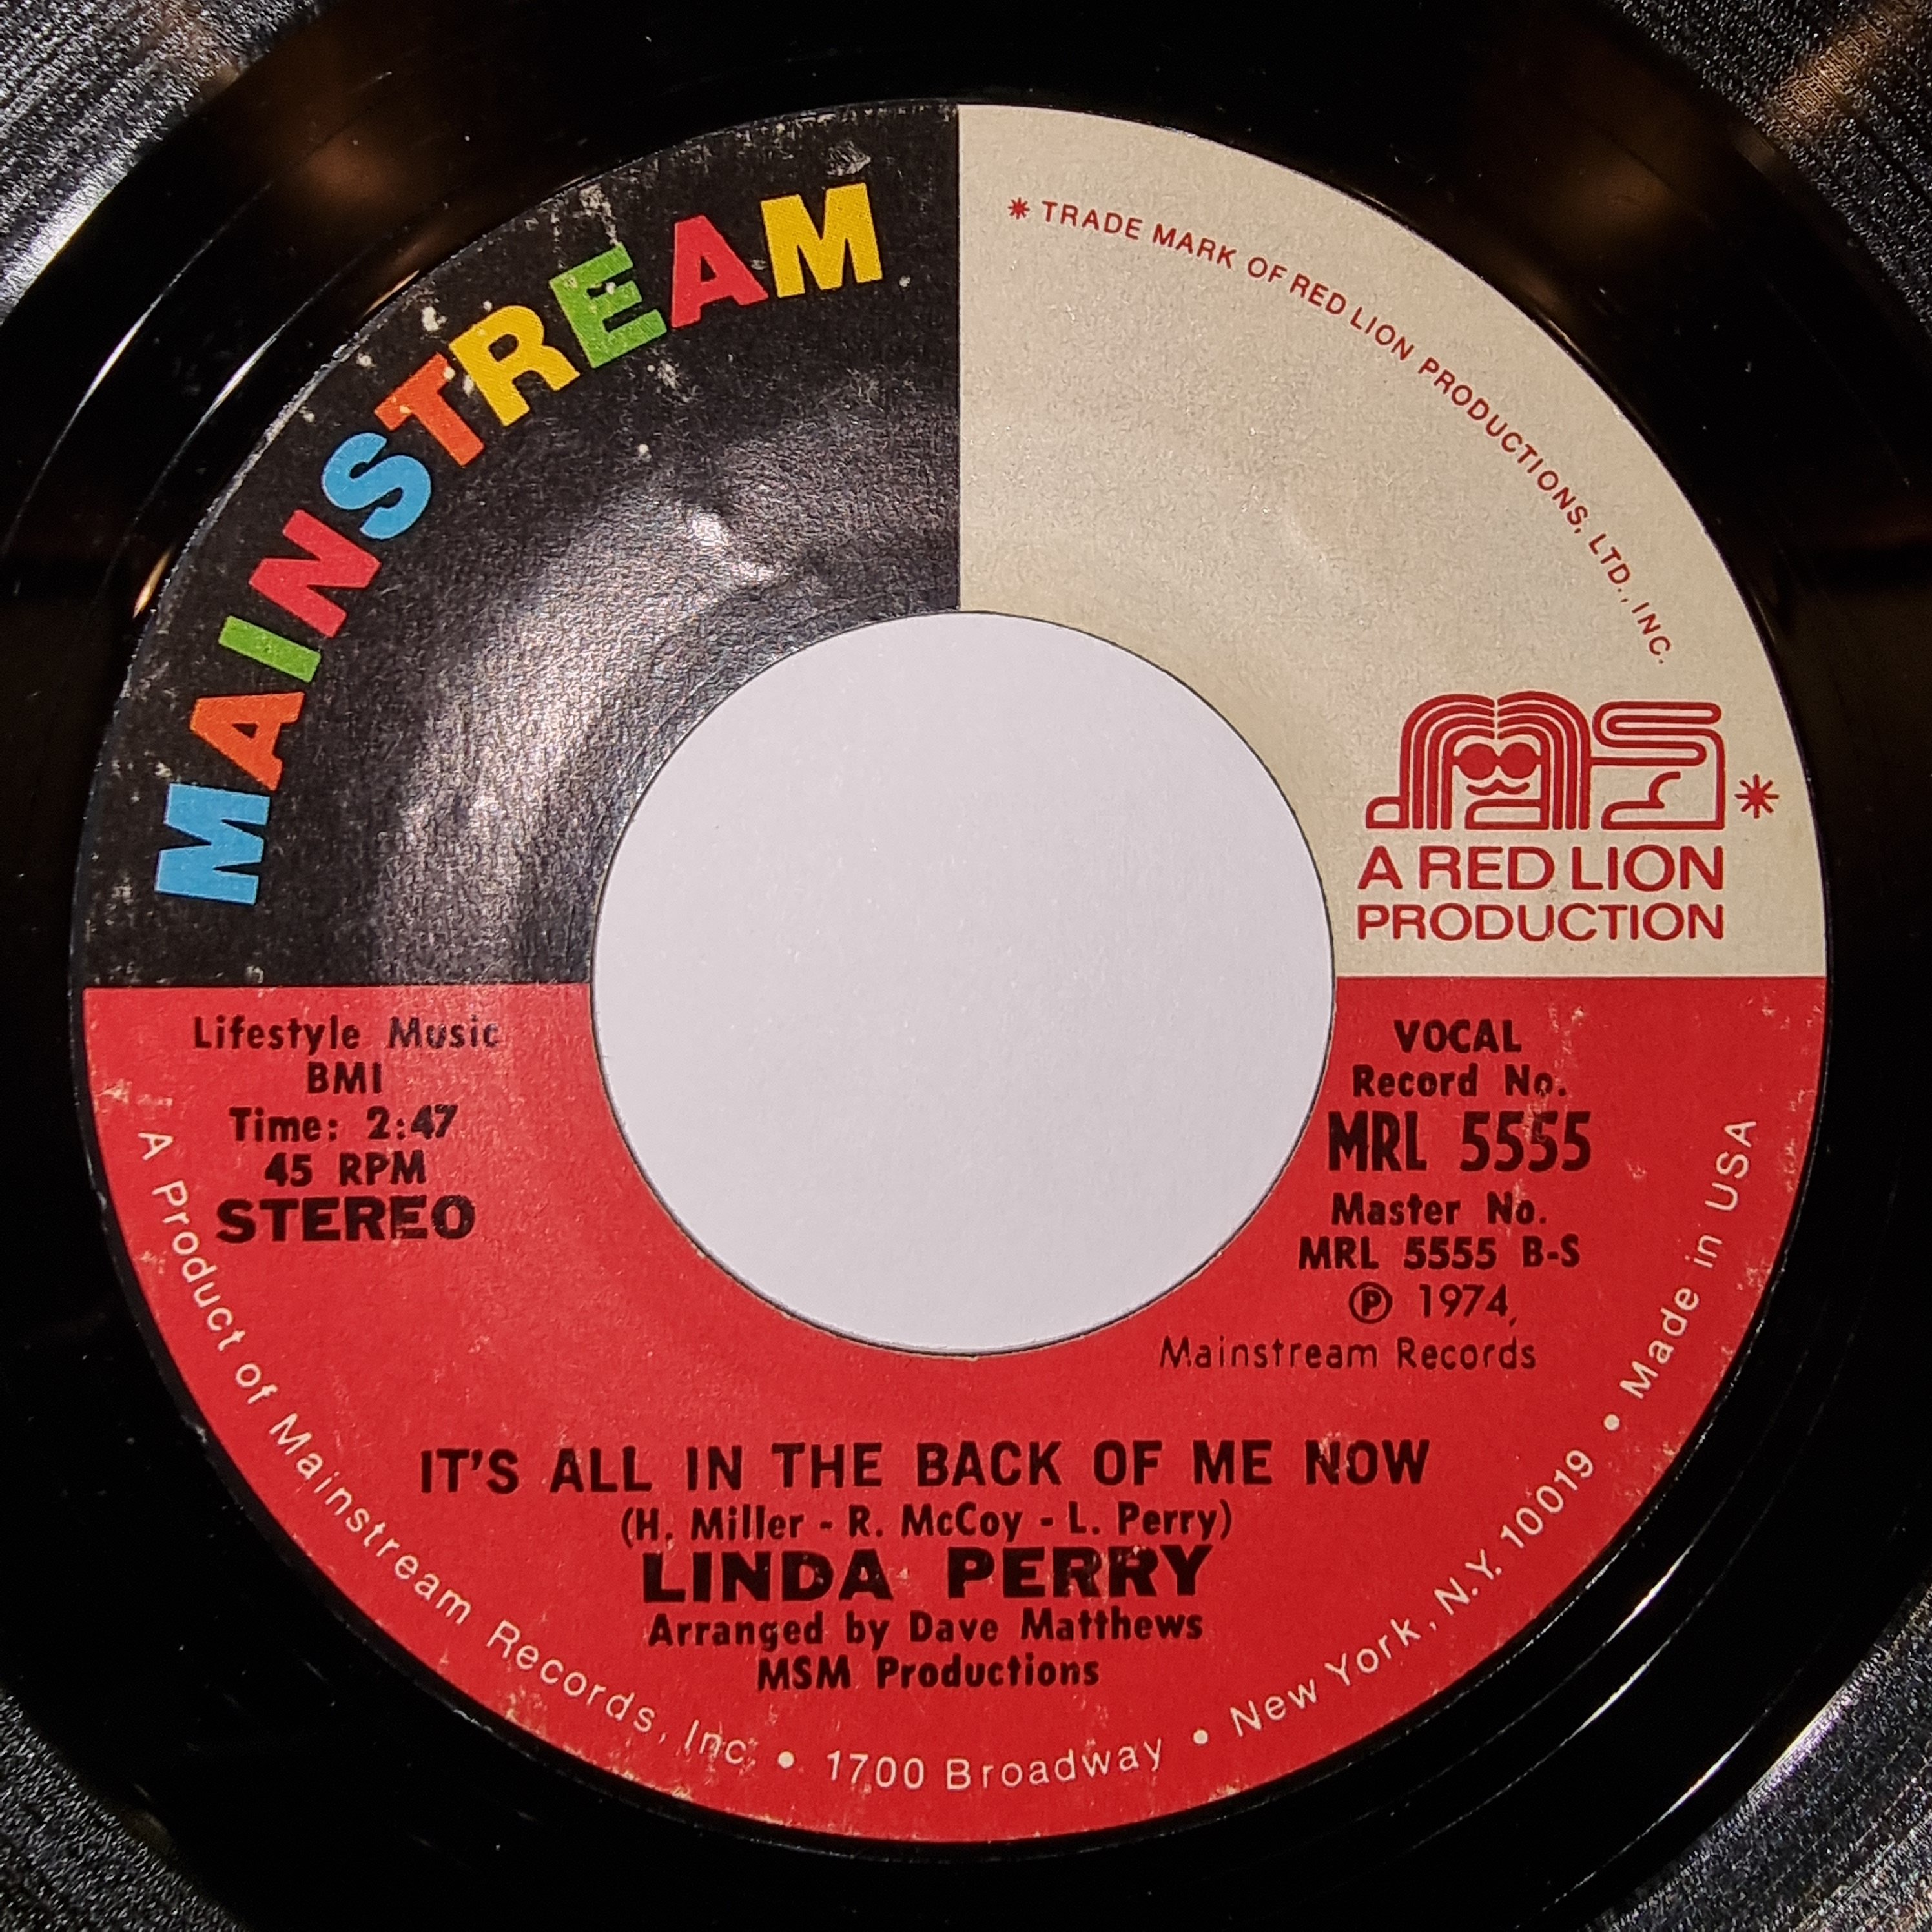 MAINSTREAM
* TRADE MARK OF RED LION PRODUCTIONS, LTD., INC.
*
A RED LION
PRODUCTION
Lifestyle Music
BMI
Time: 2:47
45 RPM
STEREO
VOCAL
Record No.
MRL 5555
Master No.
MRL 5555 B-S
℗ 1974,
Mainstream Records
IT'S ALL IN THE BACK OF ME NOW
(H. Miller - R. McCoy - L. Perry)
LINDA PERRY
Arranged by Dave Matthews
MSM Productions
A Product of Mainstream Records, Inc. • 1700 Broadway • New York, N.Y. 10019 • Made in USA